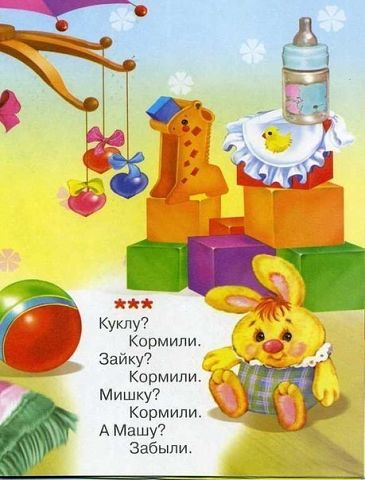 ***
Куклу?
Кормили.
Зайку?
Кормили.
Мишку?
Кормили.
А Машу?
Забыли.